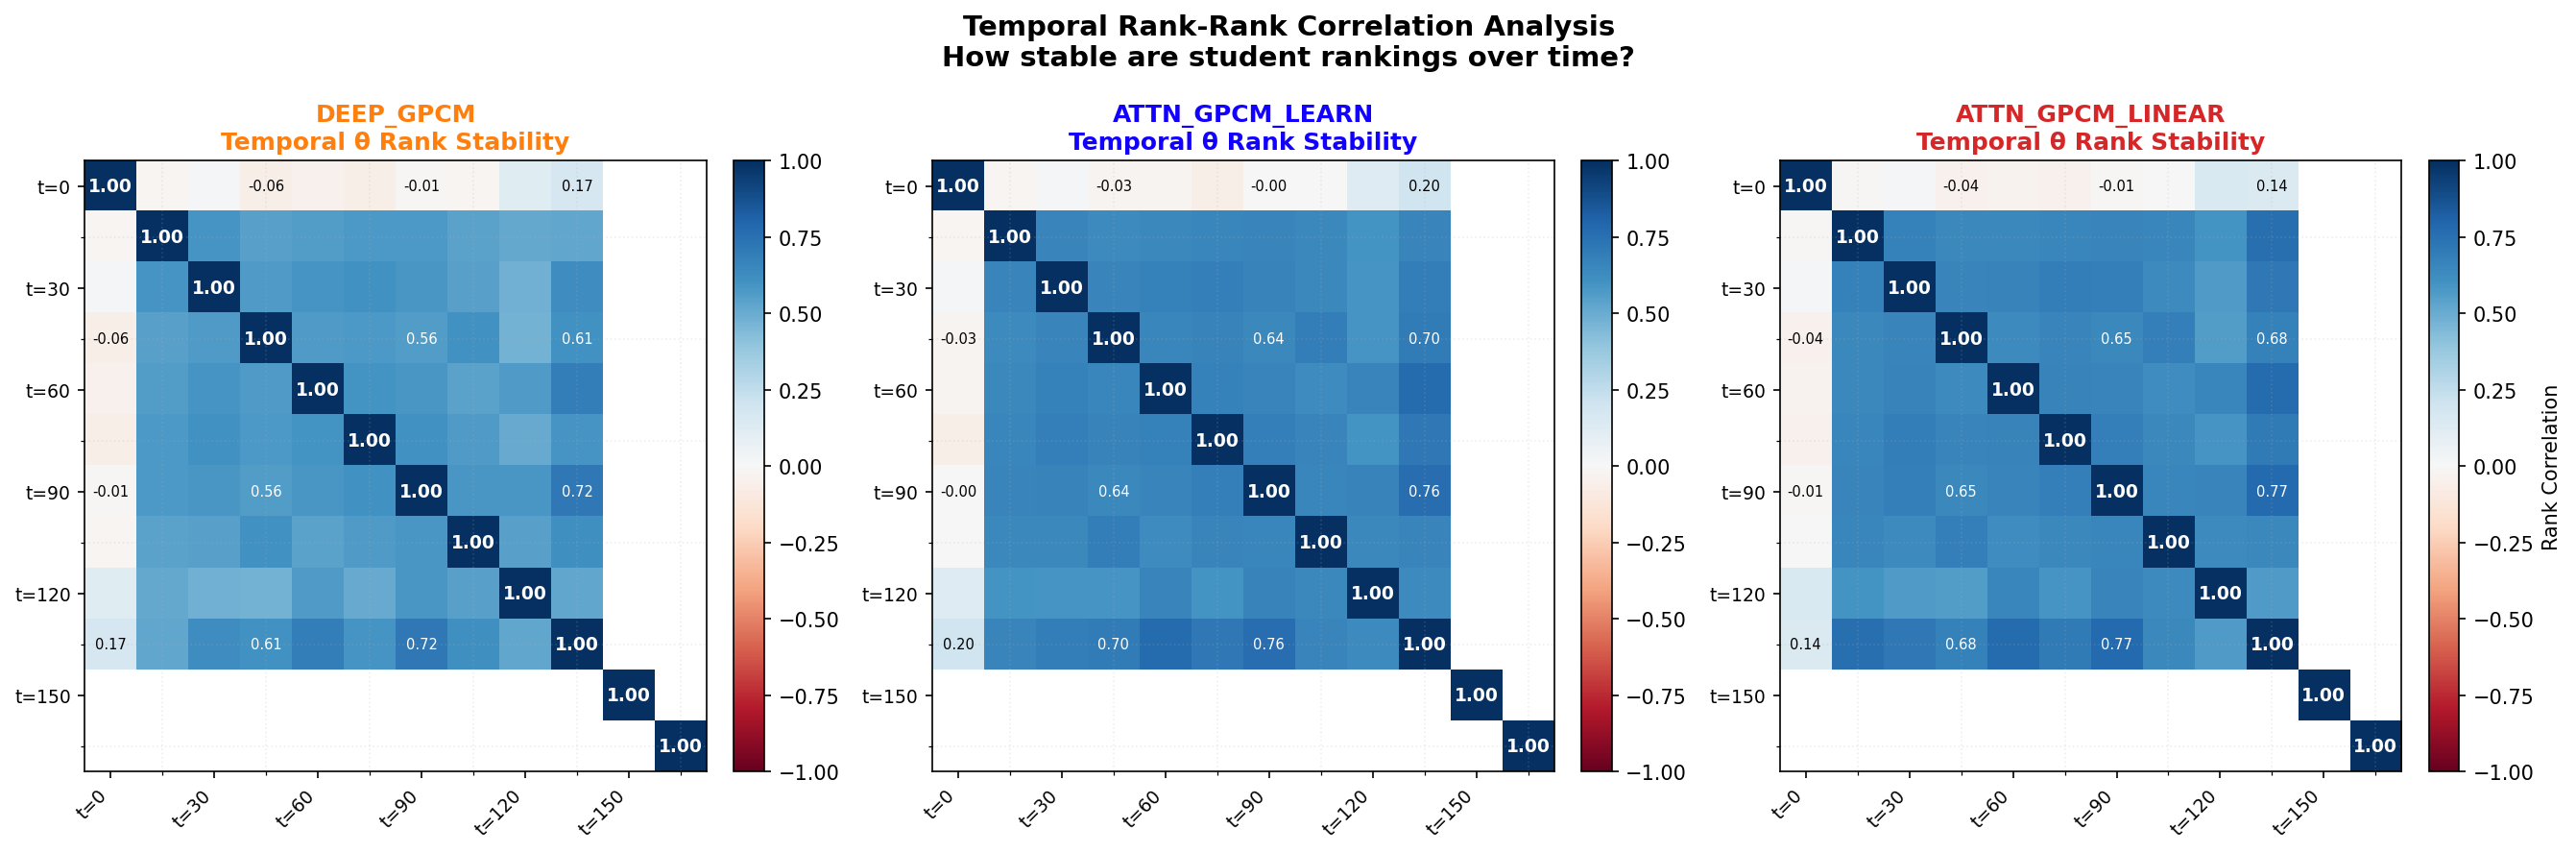 Temporal Rank-Rank Correlation Analysis
How stable are student rankings over time?
DEEP_GPCM
Temporal θ Rank Stability
t=0
t=30
t=60
t=90
t=120
t=150
1.00 -0.06 -0.01 0.17
1.00
1.00
-0.06 1.00 0.56 0.61
1.00
1.00
-0.01 0.56 1.00 0.72
1.00
1.00
0.17 0.61 0.72 1.00
1.00
1.00
t=0 t=30 t=60 t=90 t=120 t=150
1.00
0.75
0.50
0.25
0.00
−0.25
−0.50
−0.75
−1.00
ATTN_GPCM_LEARN
Temporal θ Rank Stability
t=0
t=30
t=60
t=90
t=120
t=150
1.00 -0.03 -0.00 0.20
1.00
1.00
-0.03 1.00 0.64 0.70
1.00
1.00
-0.00 0.64 1.00 0.76
1.00
1.00
0.20 0.70 0.76 1.00
1.00
1.00
t=0 t=30 t=60 t=90 t=120 t=150
1.00
0.75
0.50
0.25
0.00
−0.25
−0.50
−0.75
−1.00
ATTN_GPCM_LINEAR
Temporal θ Rank Stability
t=0
t=30
t=60
t=90
t=120
t=150
1.00 -0.04 -0.01 0.14
1.00
1.00
-0.04 1.00 0.65 0.68
1.00
1.00
-0.01 0.65 1.00 0.77
1.00
1.00
0.14 0.68 0.77 1.00
1.00
1.00
t=0 t=30 t=60 t=90 t=120 t=150
1.00
0.75
0.50
0.25
0.00
−0.25
−0.50
−0.75
−1.00
Rank Correlation